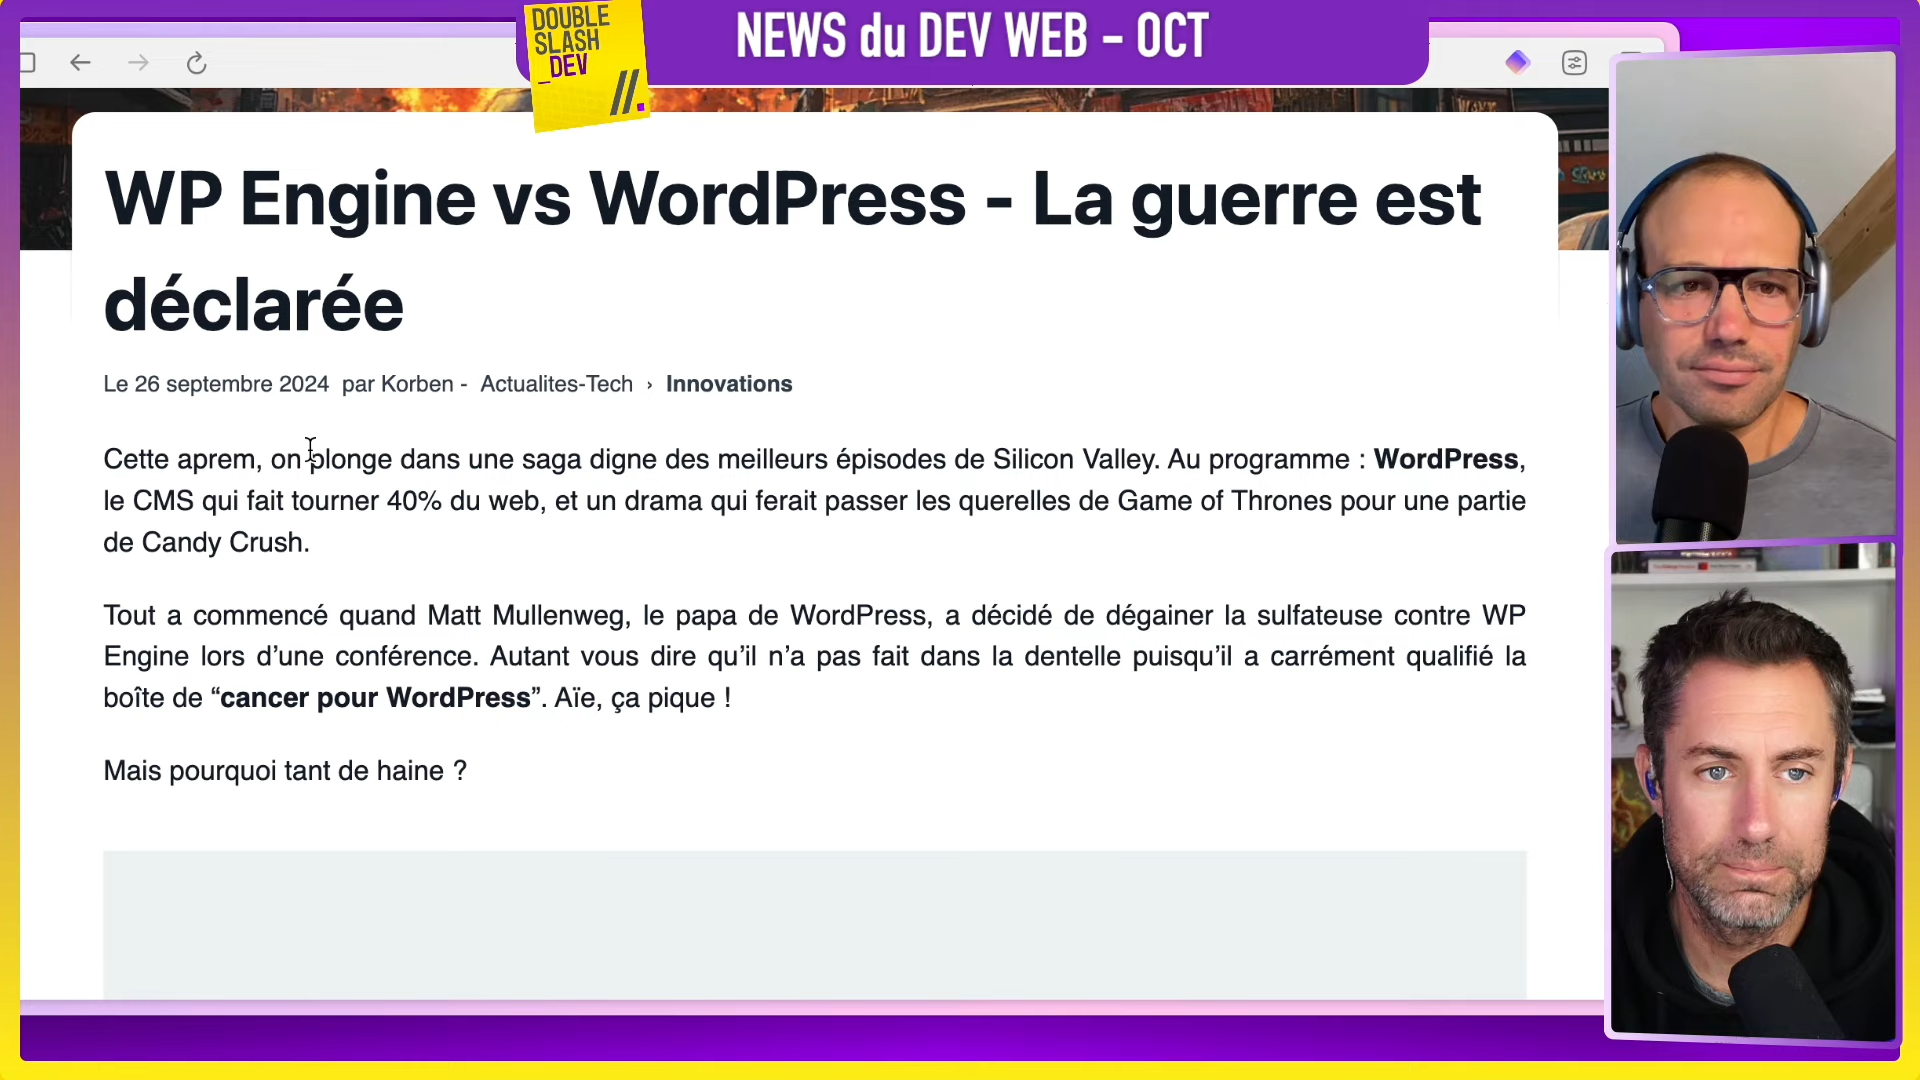 DOUBLE
SLASH
_DEV
//.
NEWS du DEV WEB – OCT
WP Engine vs WordPress - La guerre est
déclarée
Le 26 septembre 2024 par Korben - Actualites-Tech › Innovations
Cette aprem, on plonge dans une saga digne des meilleurs épisodes de Silicon Valley. Au programme : WordPress,
le CMS qui fait tourner 40% du web, et un drama qui ferait passer les querelles de Game of Thrones pour une partie
de Candy Crush.
Tout a commencé quand Matt Mullenweg, le papa de WordPress, a décidé de dégainer la sulfateuse contre WP
Engine lors d’une conférence. Autant vous dire qu’il n’a pas fait dans la dentelle puisqu’il a carrément qualifié la
boîte de “cancer pour WordPress”. Aïe, ça pique !
Mais pourquoi tant de haine ?